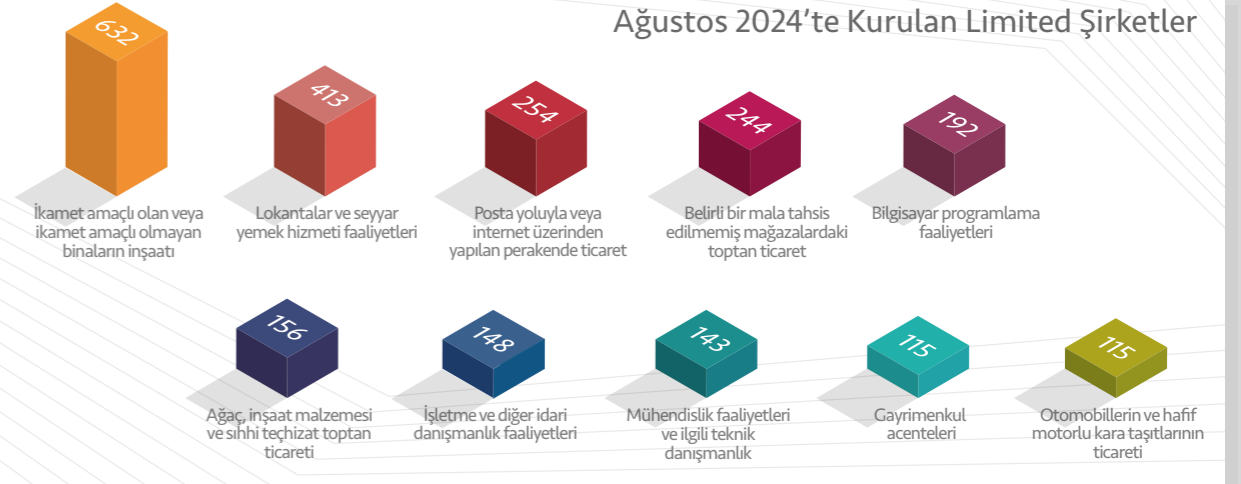 Ağustos 2024’te Kurulan Limited Şirketler
632
İkamet amaçlı olan veya
ikamet amaçlı olmayan
binaların inşaatı
413
Lokantalar ve seyyar
yemek hizmeti faaliyetleri
254
Posta yoluyla veya
internet üzerinden
yapılan perakende ticaret
244
Belirli bir mala tahsis
edilmemiş mağazalardaki
toptan ticaret
192
Bilgisayar programlama
faaliyetleri
156
Ağaç, inşaat malzemesi
ve sıhhi teçhizat toptan
ticareti
148
İşletme ve diğer idari
danışmanlık faaliyetleri
143
Mühendislik faaliyetleri
ve ilgili teknik
danışmanlık
115
Gayrimenkul
acenteleri
115
Otomobillerin ve hafif
motorlu kara taşıtlarının
ticareti